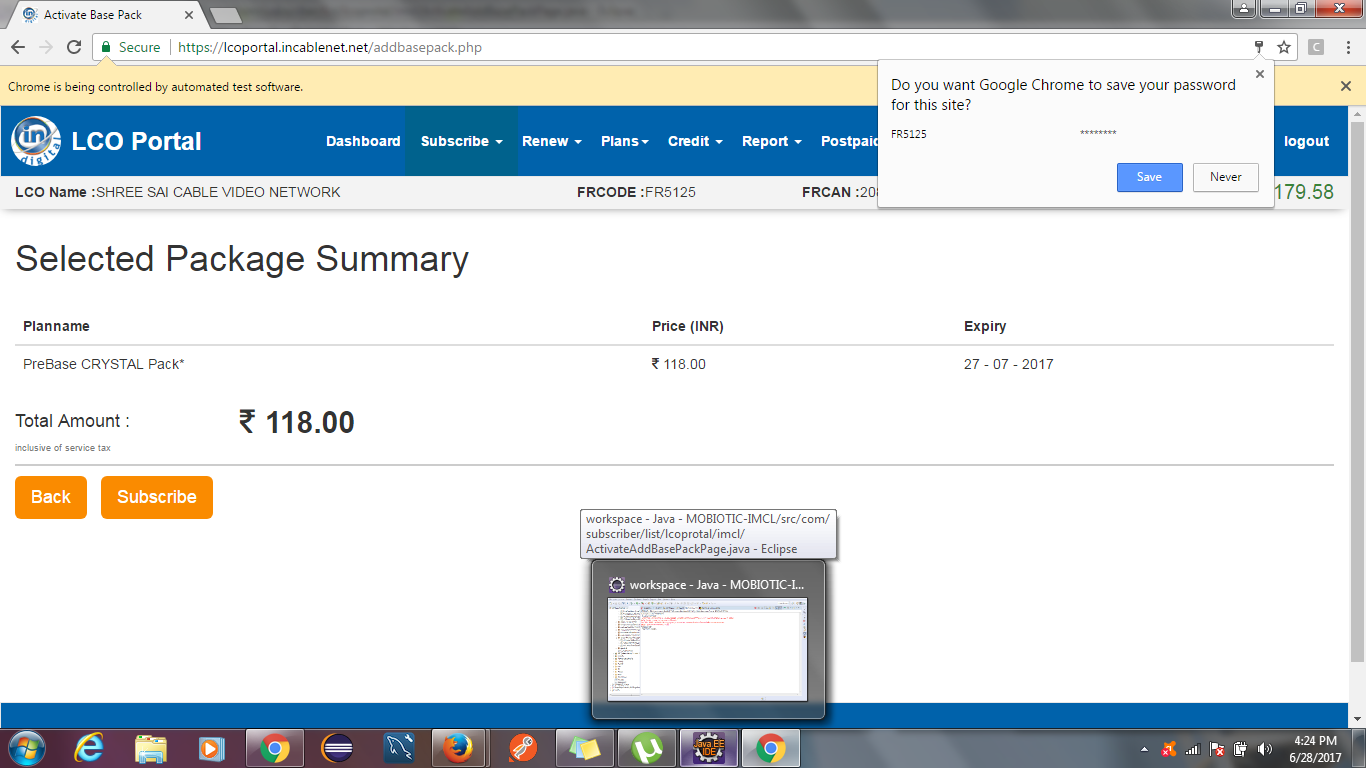 Activate Base Pack
Secure
https://lcoportal.incablenet.net/addbasepack.php
C
Chrome is being controlled by automated test software.
Do you want Google Chrome to save your password
for this site?
FR5125 ********
Save Never
in digital
LCO Portal
Dashboard Subscribe Renew Plans Credit Report Postpaid logout
LCO Name :SHREE SAI CABLE VIDEO NETWORK FRCODE :FR5125 FRCAN :20 179.58
Selected Package Summary
Planname Price (INR) Expiry
PreBase CRYSTAL Pack* ₹ 118.00 27 - 07 - 2017
Total Amount : ₹ 118.00
inclusive of service tax
Back Subscribe
workspace - Java - MOBIOTIC-IMCL/src/com/
subscriber/list/lcoprotal/imcl/
ActivateAddBasePackPage.java - Eclipse
workspace - Java - MOBIOTIC-I...
Java EE
IDE
4:24 PM
6/28/2017